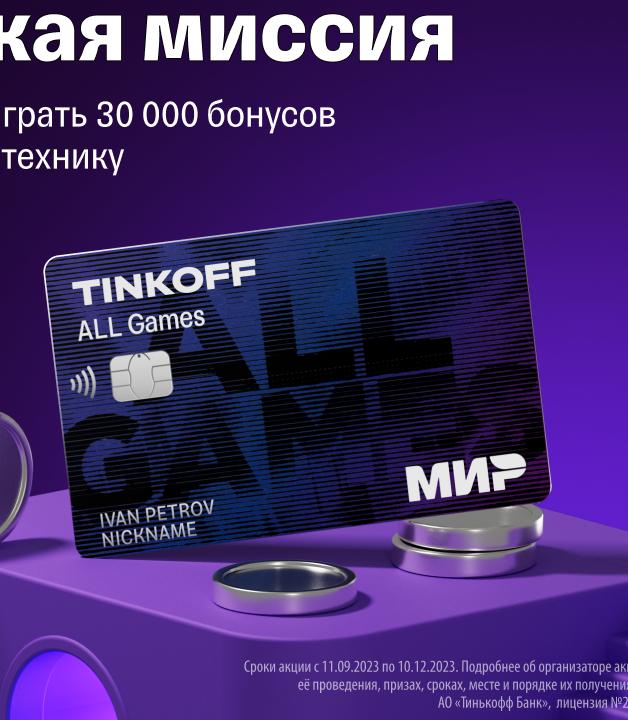 кая миссия
грать 30 000 бонусов
технику
TINKOFF
ALL Games
ALL
GAMES
МИР
IVAN PETROV
NICKNAME
Сроки акции с 11.09.2023 по 10.12.2023. Подробнее об организаторе ак
её проведения, призах, сроках, месте и порядке их получени
АО «Тинькофф Банк», лицензия №2